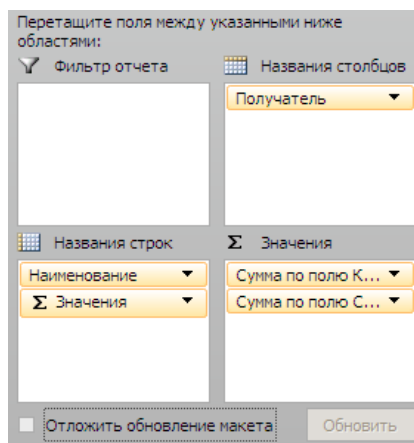 Перетащите поля между указанными ниже
областями:
Фильтр отчета
Названия столбцов
Получатель
Названия строк
Σ Значения
Наименование
Σ Значения
Сумма по полю К...
Сумма по полю С...
Отложить обновление макета
Обновить